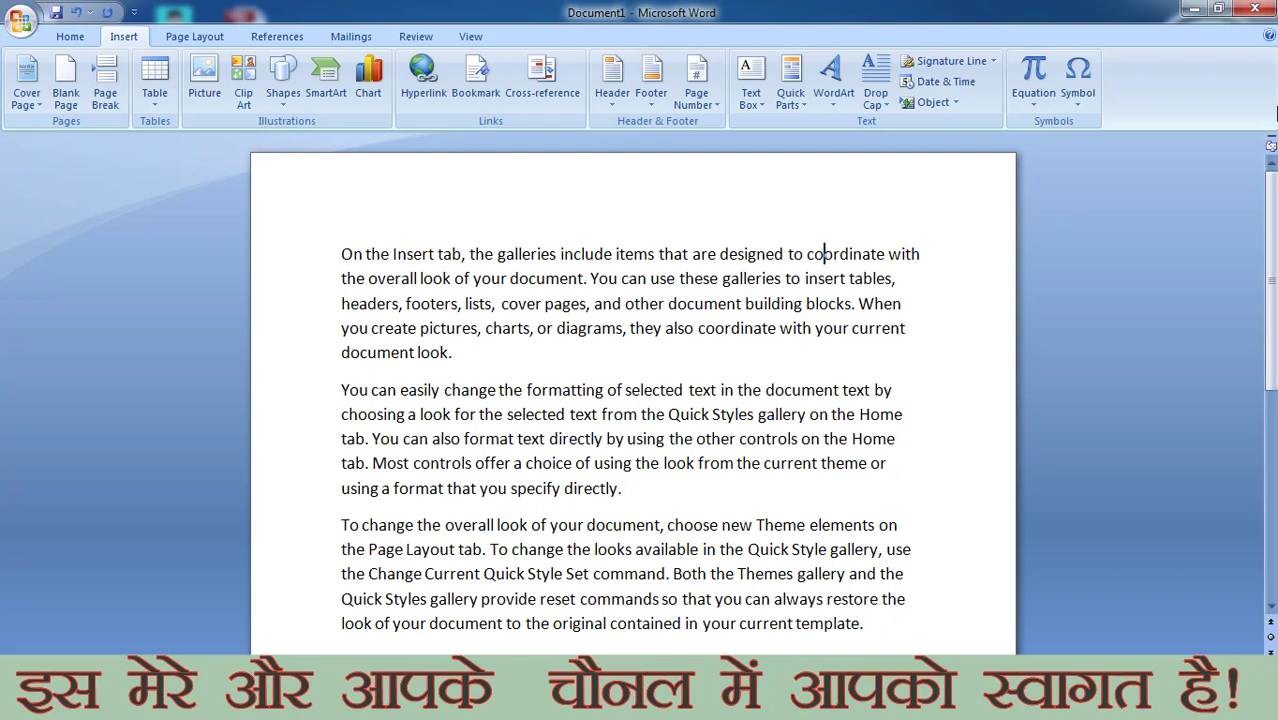 Document1 - Microsoft Word
Home Insert Page Layout References Mailings Review View
Cover Page Blank Page Page Break Table Picture Clip Art Shapes SmartArt Chart Hyperlink Bookmark Cross-reference Header Footer Page Number Text Box Quick Parts WordArt Drop Cap Signature Line Date & Time Object Equation Symbol
Pages Tables Illustrations Links Header & Footer Text Symbols
On the Insert tab, the galleries include items that are designed to coordinate with
the overall look of your document. You can use these galleries to insert tables,
headers, footers, lists, cover pages, and other document building blocks. When
you create pictures, charts, or diagrams, they also coordinate with your current
document look.
You can easily change the formatting of selected text in the document text by
choosing a look for the selected text from the Quick Styles gallery on the Home
tab. You can also format text directly by using the other controls on the Home
tab. Most controls offer a choice of using the look from the current theme or
using a format that you specify directly.
To change the overall look of your document, choose new Theme elements on
the Page Layout tab. To change the looks available in the Quick Style gallery, use
the Change Current Quick Style Set command. Both the Themes gallery and the
Quick Styles gallery provide reset commands so that you can always restore the
look of your document to the original contained in your current template.
इस मेरे और आपके चौनल में आपको स्वागत है!